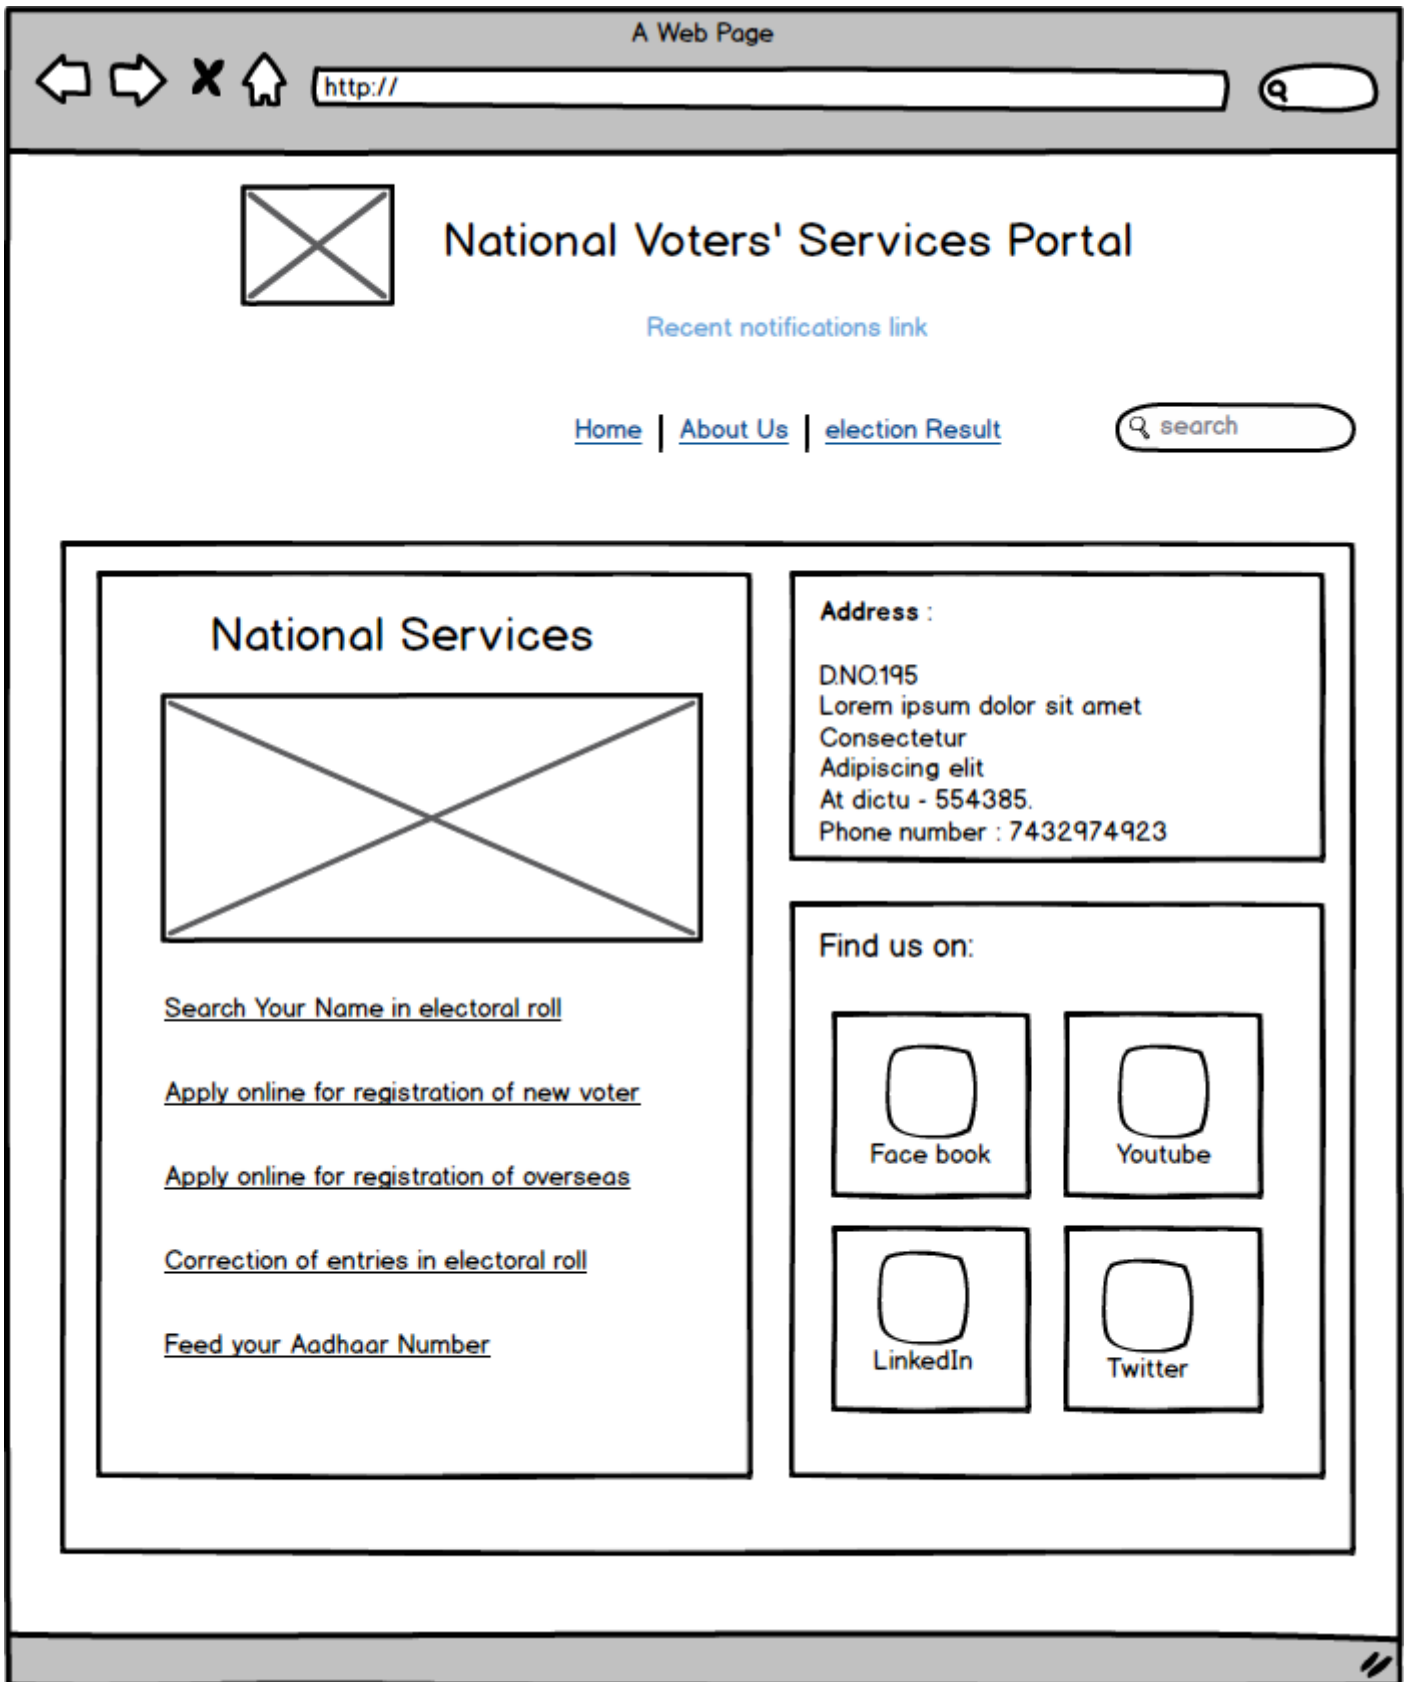 A Web Page
http://
National Voters' Services Portal
Recent notifications link
Home | About Us | election Result
search
National Services
Search Your Name in electoral roll
Apply online for registration of new voter
Apply online for registration of overseas
Correction of entries in electoral roll
Feed your Aadhaar Number
Address :
D.NO.195
Lorem ipsum dolor sit amet
Consectetur
Adipiscing elit
At dictu - 554385.
Phone number : 7432974923
Find us on:
Face book
Youtube
LinkedIn
Twitter